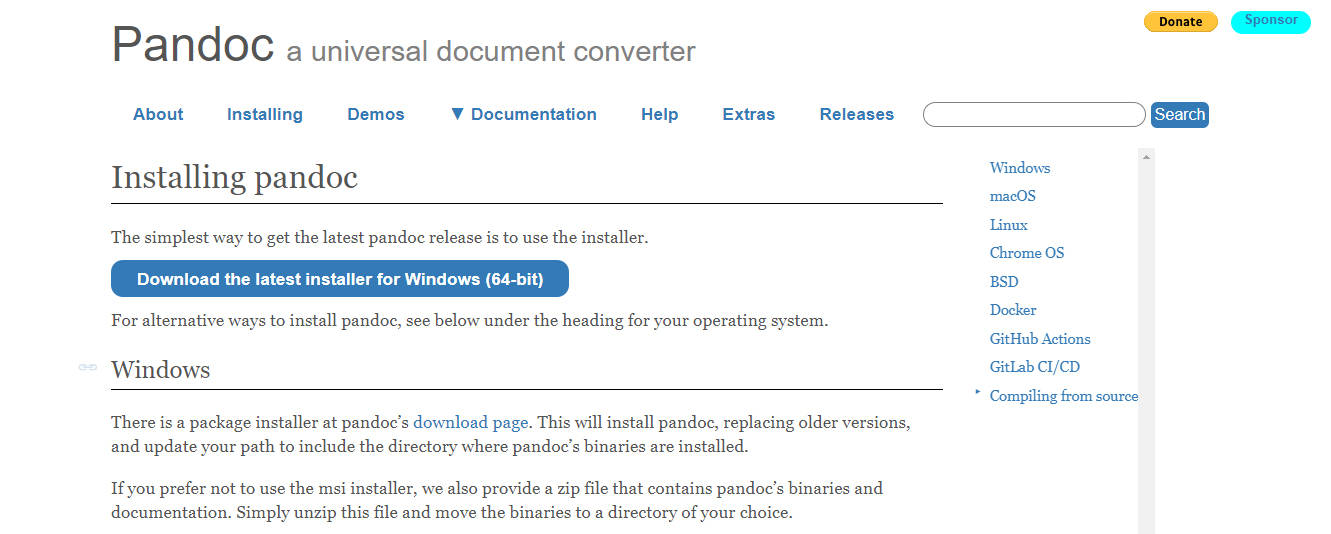 Donate
Sponsor
Pandoc a universal document converter
About Installing Demos ▼ Documentation Help Extras Releases Search
Installing pandoc
The simplest way to get the latest pandoc release is to use the installer.
Download the latest installer for Windows (64-bit)
For alternative ways to install pandoc, see below under the heading for your operating system.
Windows
There is a package installer at pandoc’s download page. This will install pandoc, replacing older versions,
and update your path to include the directory where pandoc’s binaries are installed.
If you prefer not to use the msi installer, we also provide a zip file that contains pandoc’s binaries and
documentation. Simply unzip this file and move the binaries to a directory of your choice.
Windows
macOS
Linux
Chrome OS
BSD
Docker
GitHub Actions
GitLab CI/CD
Compiling from source